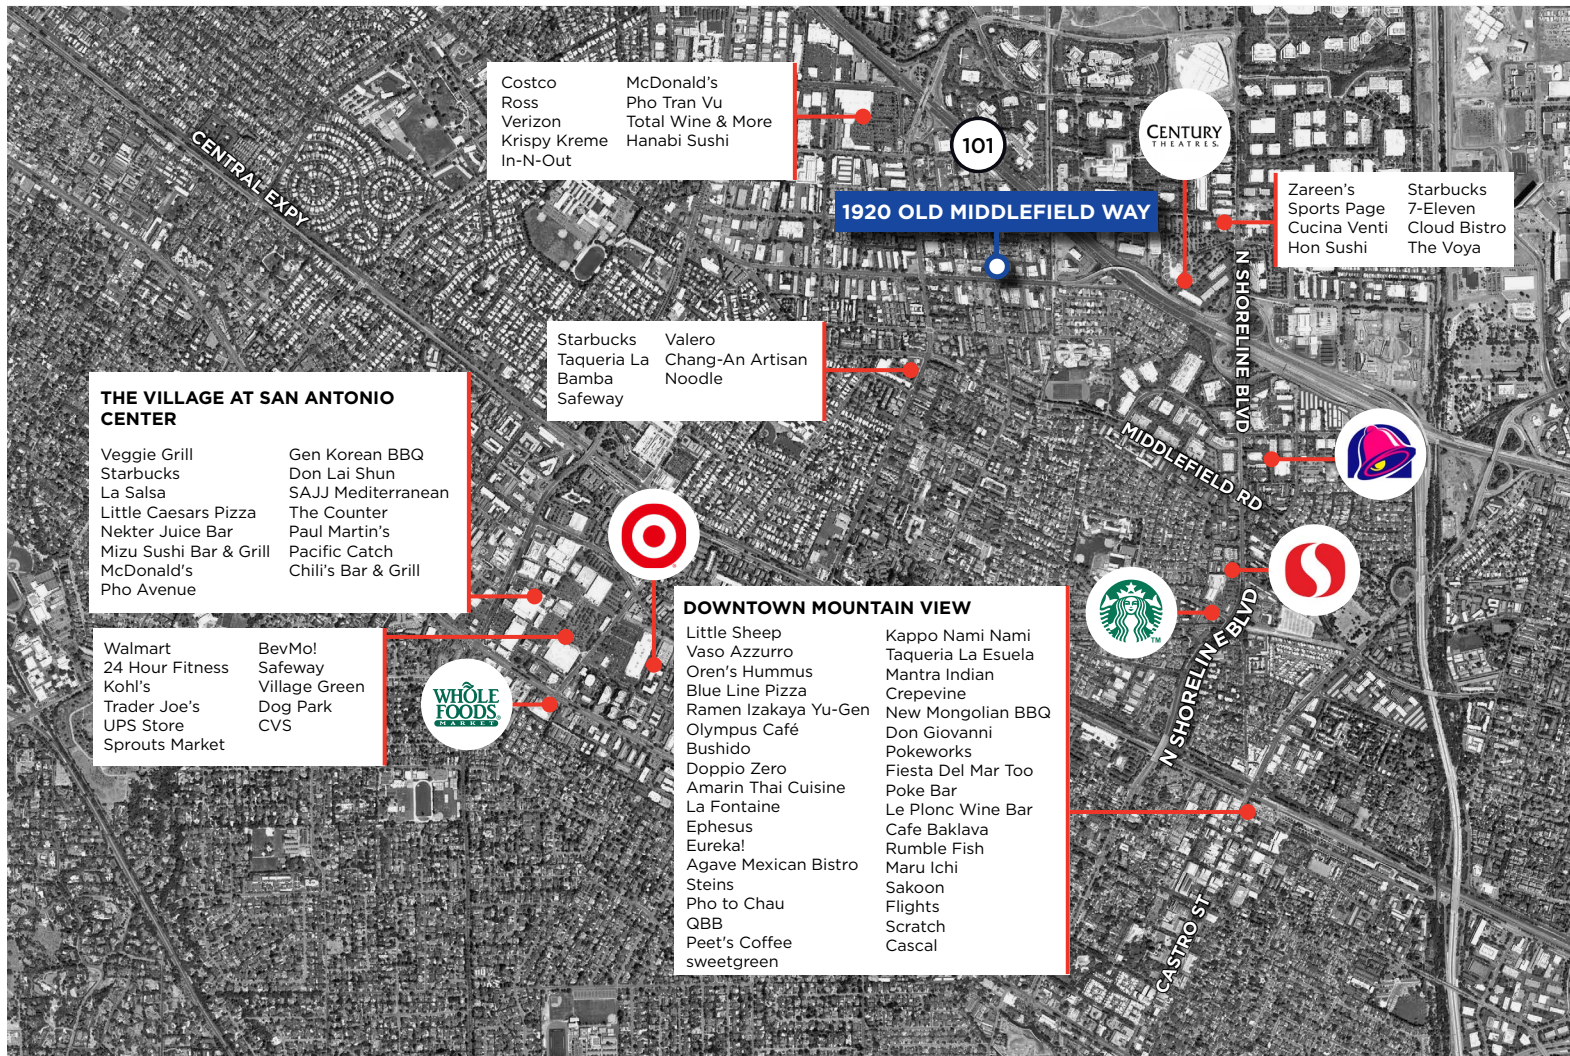 Costco
Ross
Verizon
Krispy Kreme
In-N-Out
McDonald's
Pho Tran Vu
Total Wine & More
Hanabi Sushi
101
CENTURY
THEATRES.
CENTRAL EXPY
1920 OLD MIDDLEFIELD WAY
Zareen's
Sports Page
Cucina Venti
Hon Sushi
Starbucks
7-Eleven
Cloud Bistro
The Voya
N SHORELINE BLVD
Starbucks
Taqueria La
Bamba
Safeway
Valero
Chang-An Artisan
Noodle
THE VILLAGE AT SAN ANTONIO
CENTER
Veggie Grill
Starbucks
La Salsa
Little Caesars Pizza
Nekter Juice Bar
Mizu Sushi Bar & Grill
McDonald's
Pho Avenue
Gen Korean BBQ
Don Lai Shun
SAJJ Mediterranean
The Counter
Paul Martin's
Pacific Catch
Chili's Bar & Grill
MIDDLEFIELD RD
Walmart
24 Hour Fitness
Kohl's
Trader Joe's
UPS Store
Sprouts Market
BevMo!
Safeway
Village Green
Dog Park
CVS
WHOLE
FOODS
MARKET
DOWNTOWN MOUNTAIN VIEW
Little Sheep
Vaso Azzurro
Oren's Hummus
Blue Line Pizza
Ramen Izakaya Yu-Gen
Olympus Café
Bushido
Doppio Zero
Amarin Thai Cuisine
La Fontaine
Ephesus
Eureka!
Agave Mexican Bistro
Steins
Pho to Chau
QBB
Peet's Coffee
sweetgreen
Kappo Nami Nami
Taqueria La Esuela
Mantra Indian
Crepevine
New Mongolian BBQ
Don Giovanni
Pokeworks
Fiesta Del Mar Too
Poke Bar
Le Plonc Wine Bar
Cafe Baklava
Rumble Fish
Maru Ichi
Sakoon
Flights
Scratch
Cascal
TM
N SHORELINE BLVD
CASTRO ST